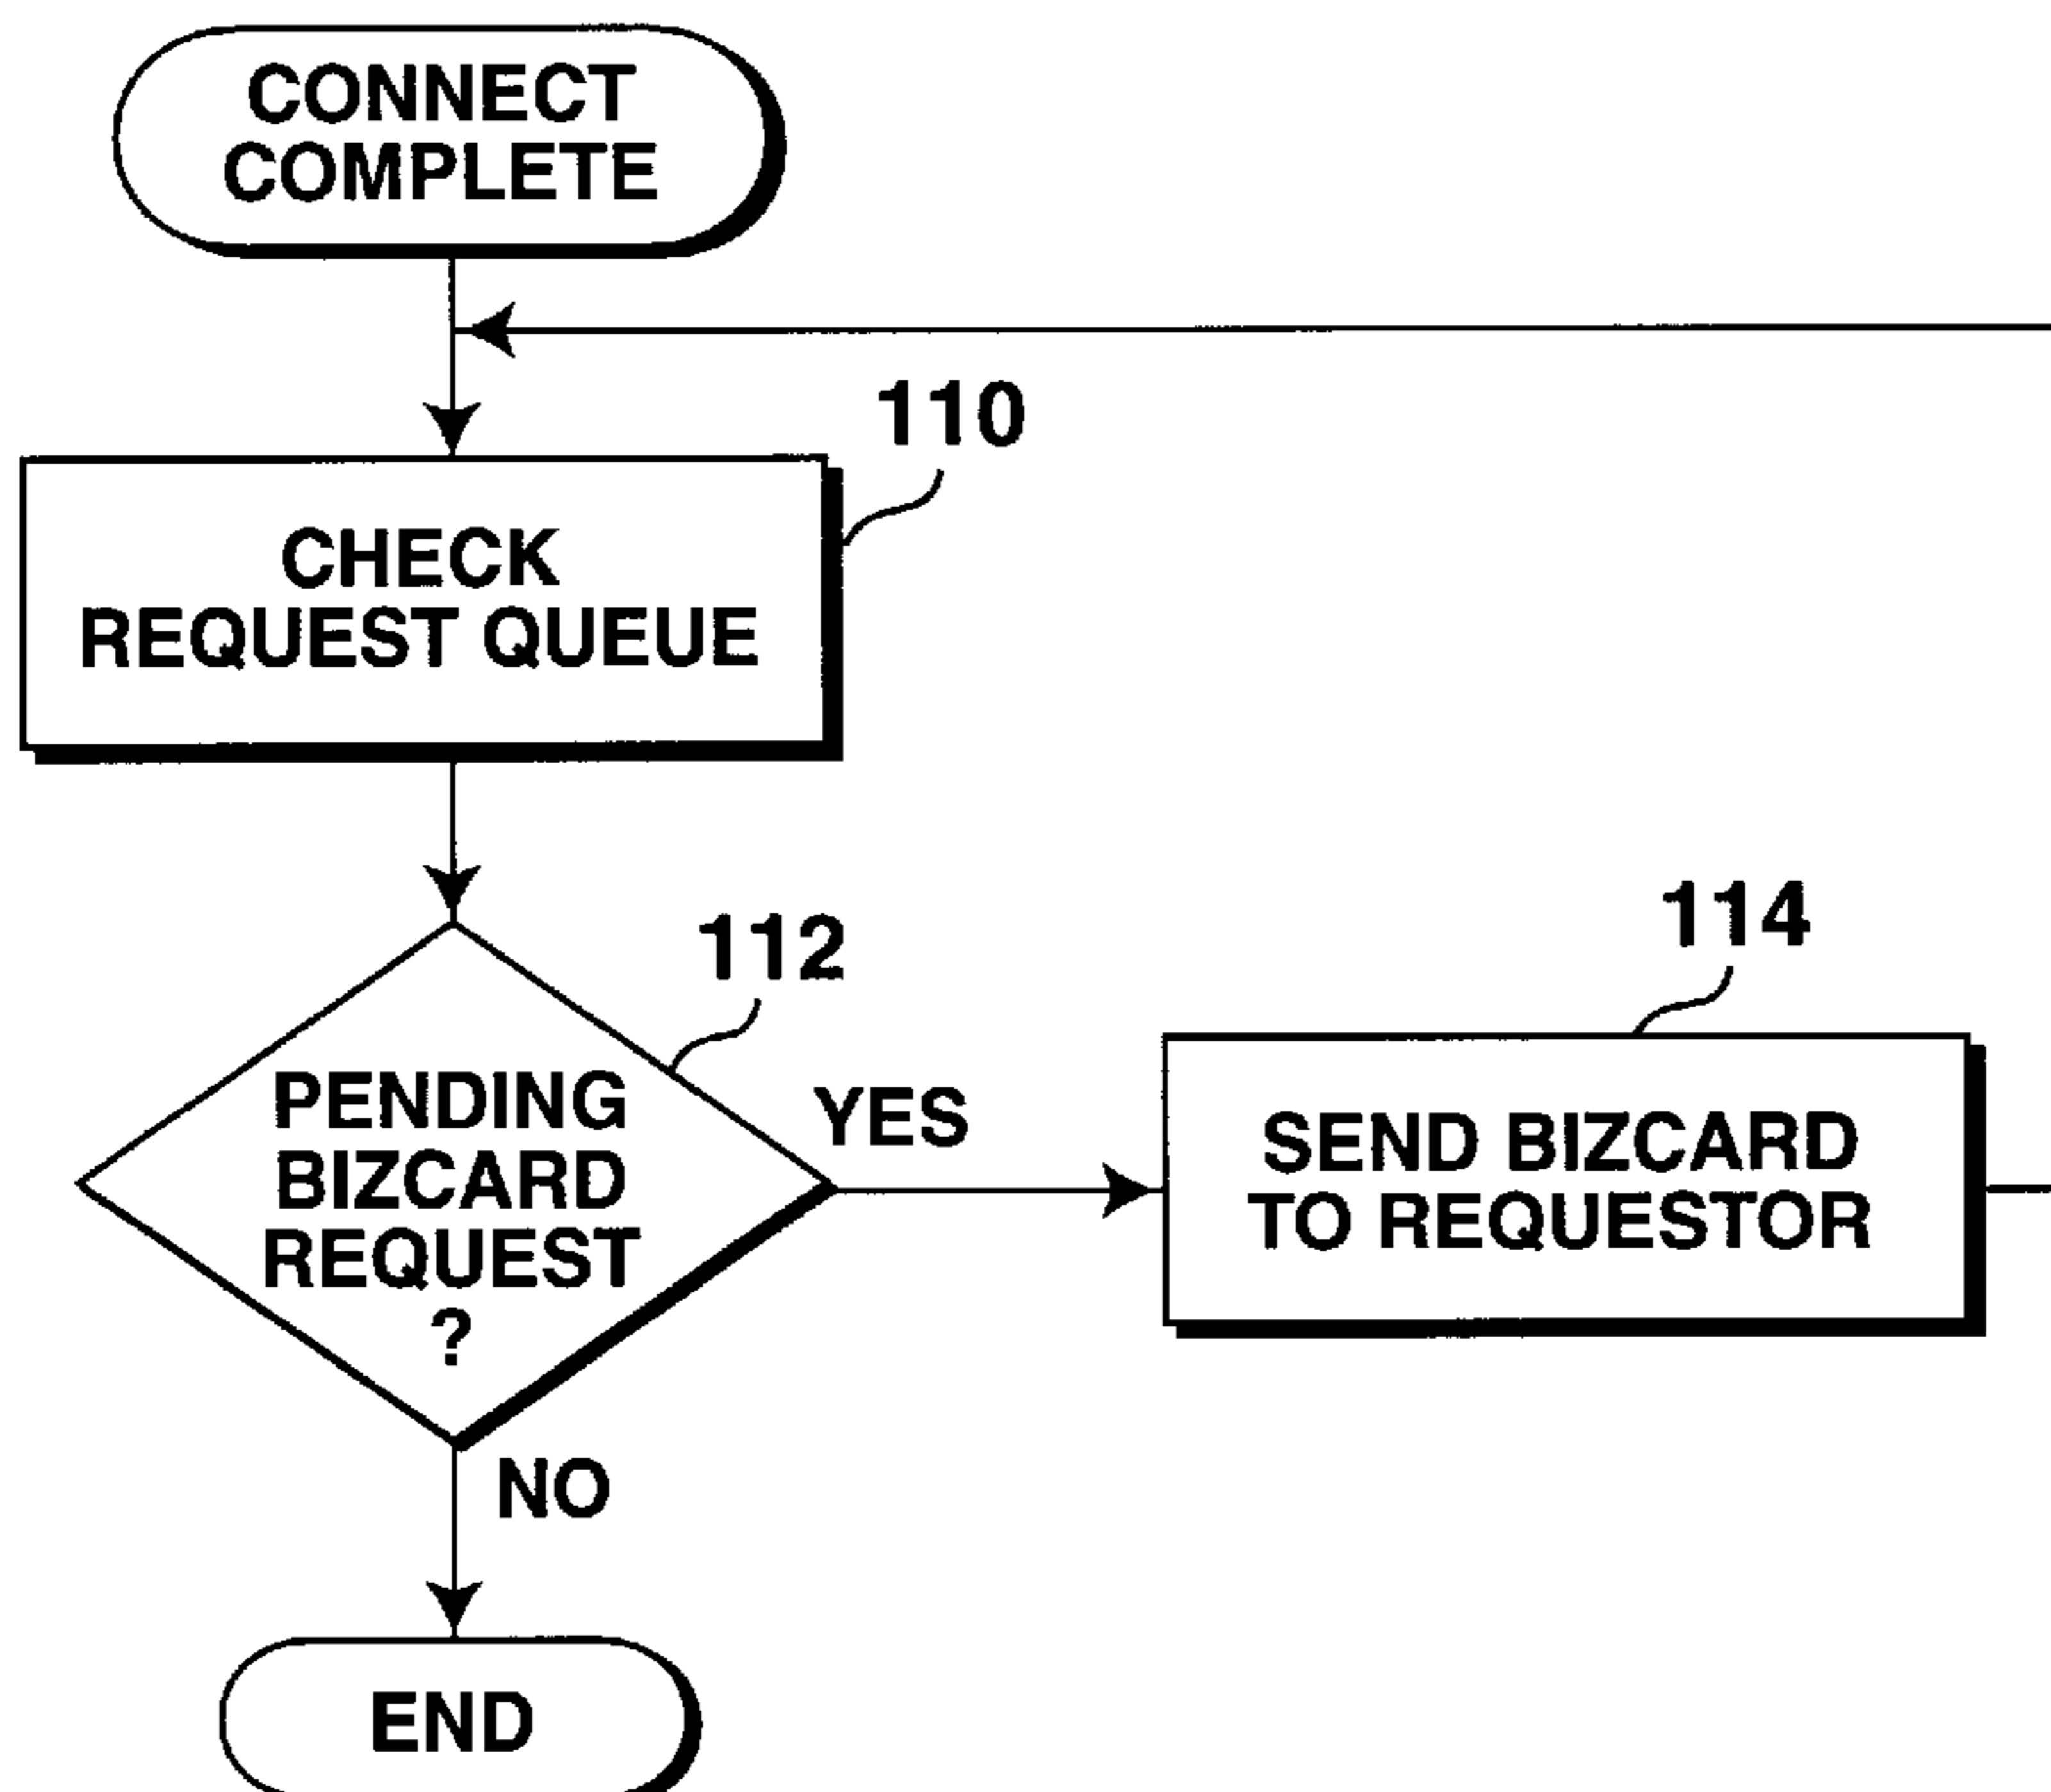 CONNECT
COMPLETE
110
CHECK
REQUEST QUEUE
112
114
PENDING
BIZCARD
REQUEST
?
YES
SEND BIZCARD
TO REQUESTOR
NO
END